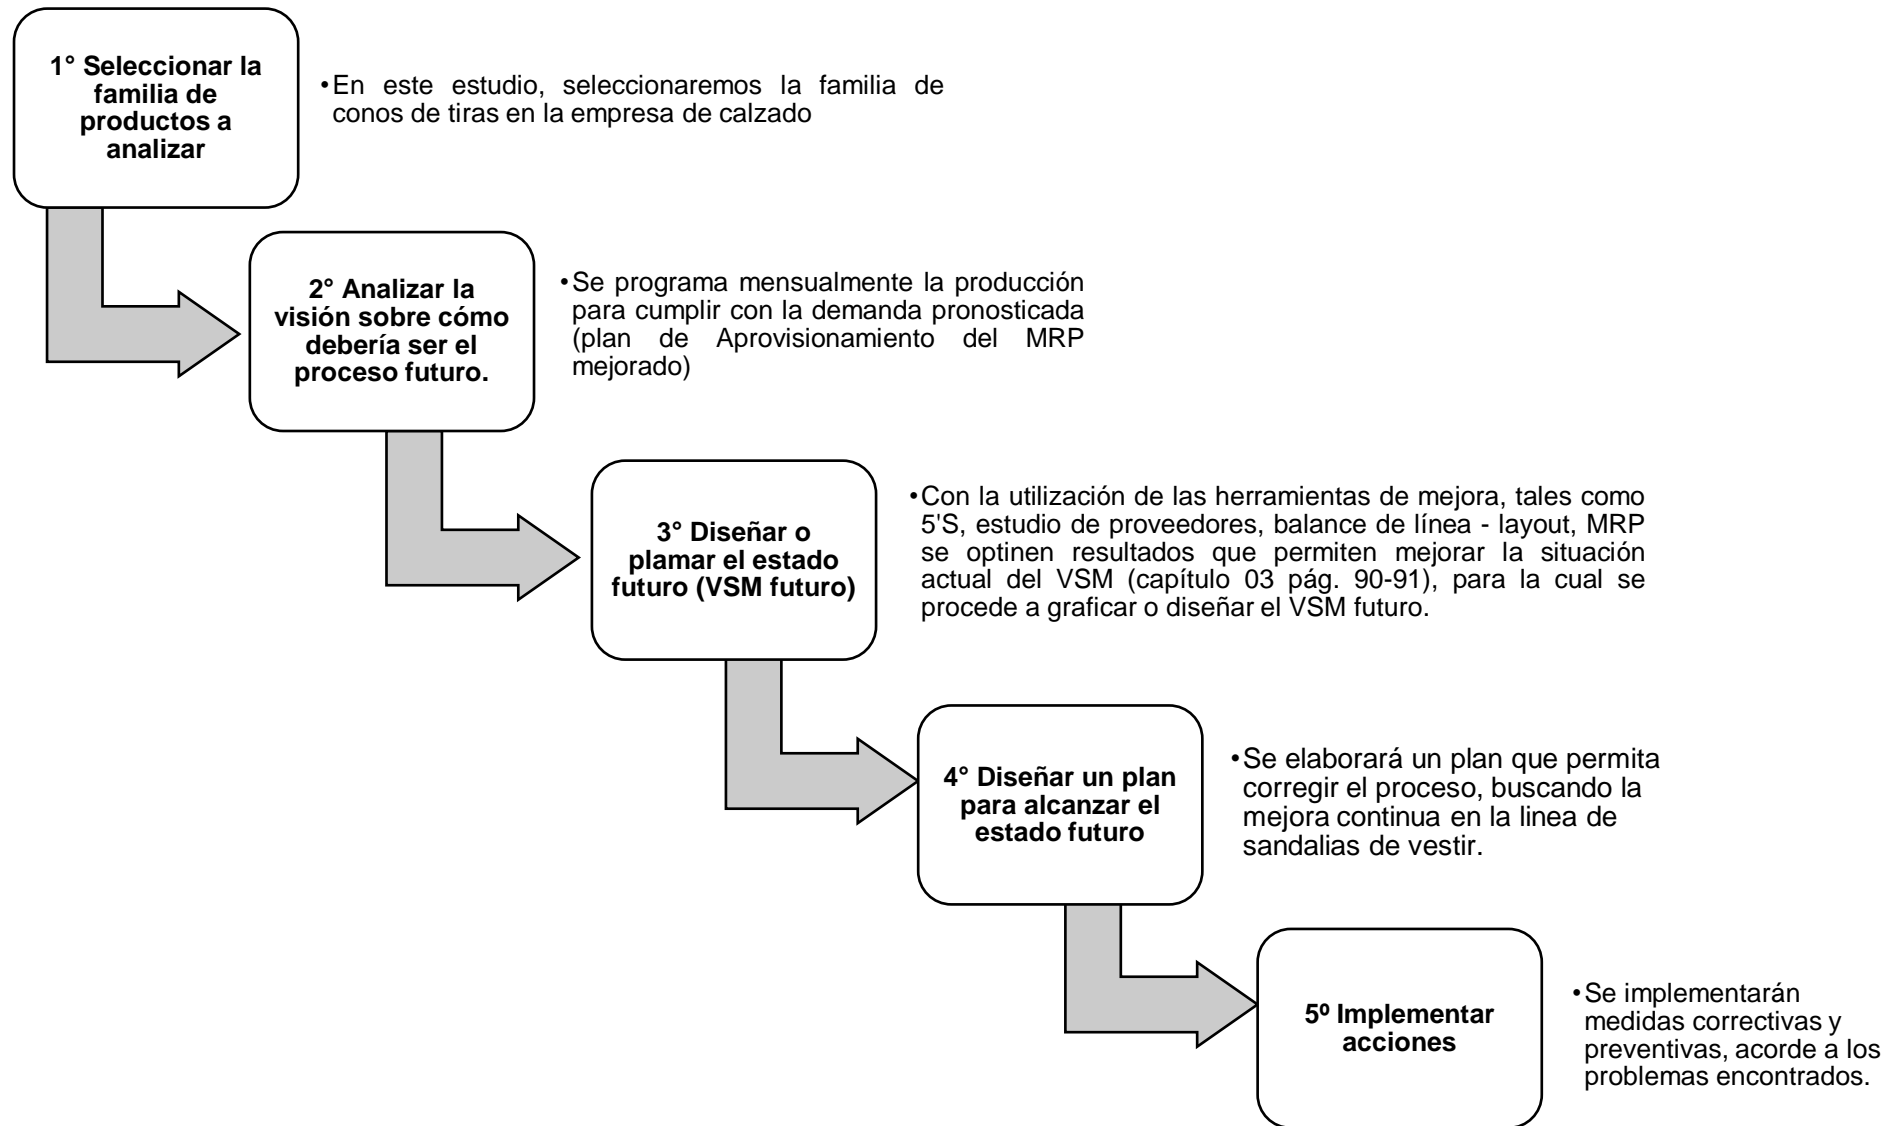 1° Seleccionar la
familia de
productos a
analizar
•En este estudio, seleccionaremos la familia de
conos de tiras en la empresa de calzado
2° Analizar la
visión sobre cómo
debería ser el
proceso futuro.
•Se programa mensualmente la producción
para cumplir con la demanda pronosticada
(plan de Aprovisionamiento del MRP
mejorado)
3° Diseñar o
plamar el estado
futuro (VSM futuro)
•Con la utilización de las herramientas de mejora, tales como
5'S, estudio de proveedores, balance de línea - layout, MRP
se optinen resultados que permiten mejorar la situación
actual del VSM (capítulo 03 pág. 90-91), para la cual se
procede a graficar o diseñar el VSM futuro.
4° Diseñar un plan
para alcanzar el
estado futuro
•Se elaborará un plan que permita
corregir el proceso, buscando la
mejora continua en la linea de
sandalias de vestir.
5º Implementar
acciones
•Se implementarán
medidas correctivas y
preventivas, acorde a los
problemas encontrados.